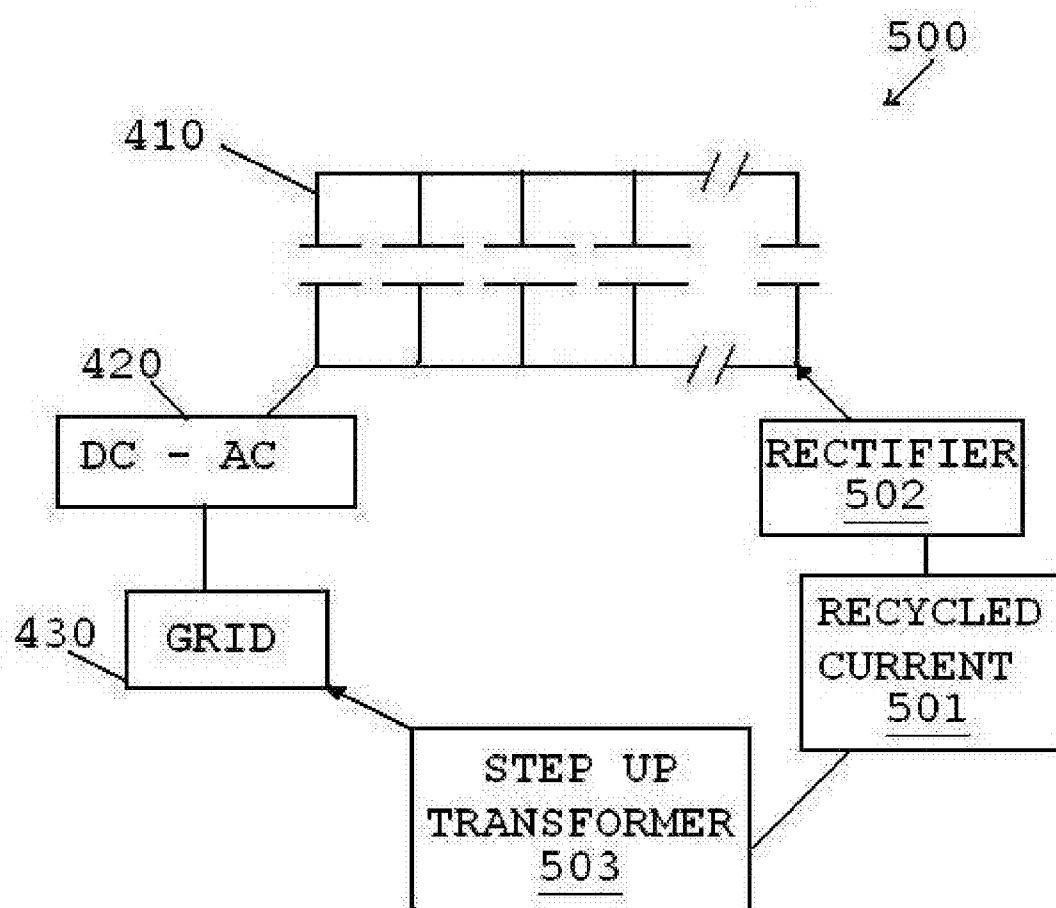 500
410
420
DC - AC
RECTIFIER
502
430
GRID
RECYCLED
CURRENT
501
STEP UP
TRANSFORMER
503